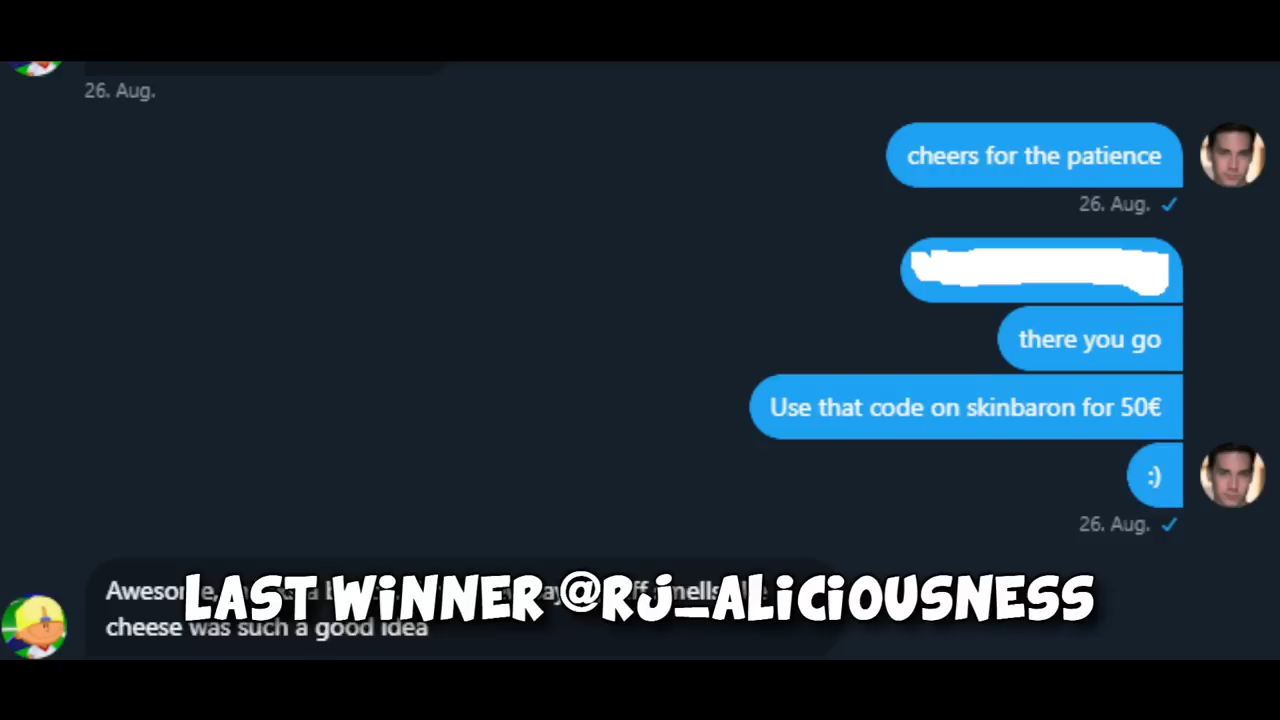 26. Aug.
cheers for the patience
26. Aug.
there you go
Use that code on skinbaron for 50€
:)
26. Aug.
Awesome,
LAST WINNER @RJ_ALICIOUSNESS
cheese was such a good idea